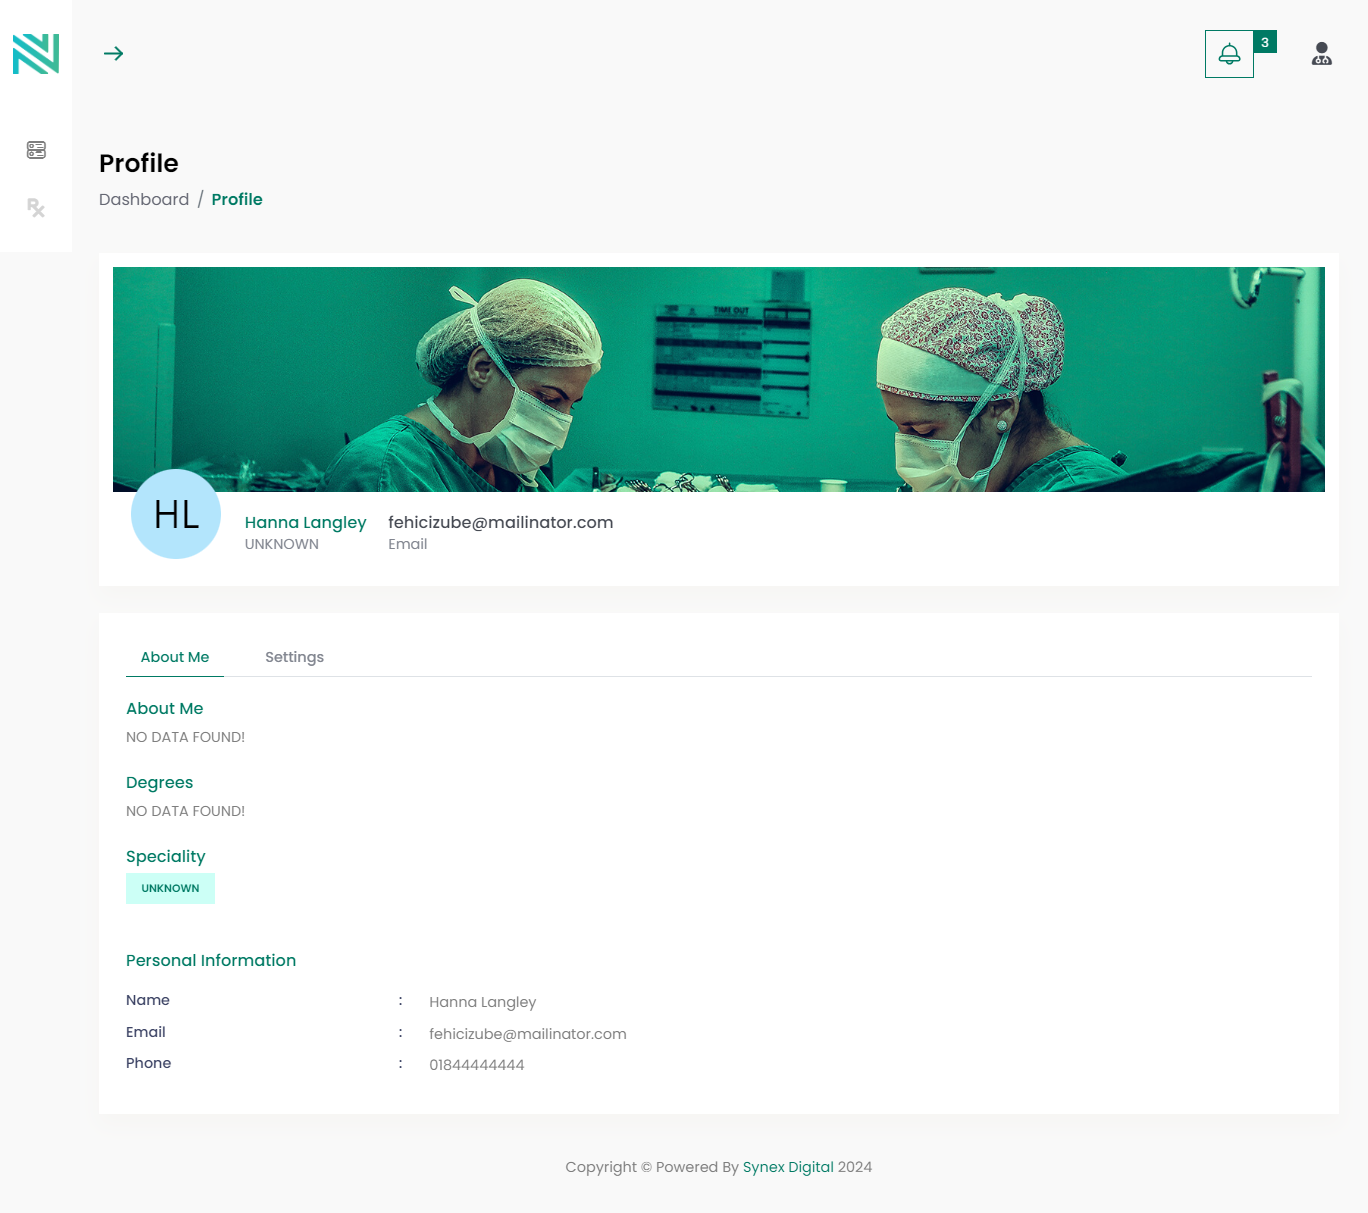 3
Profile
Dashboard / Profile
TIME OUT
HL
Hanna Langley fehicizube@mailinator.com
UNKNOWN Email
About Me Settings
About Me
NO DATA FOUND!
Degrees
NO DATA FOUND!
Speciality
UNKNOWN
Personal Information
Name : Hanna Langley
Email : fehicizube@mailinator.com
Phone : 01844444444
Copyright © Powered By Synex Digital 2024